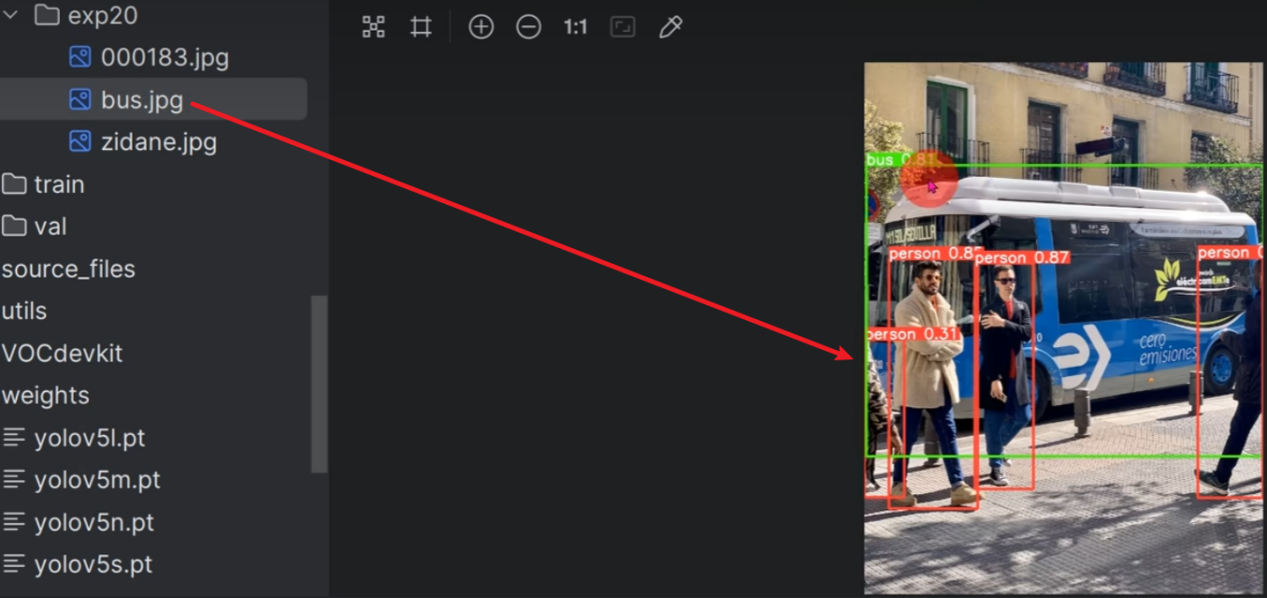 exp20
000183.jpg
bus.jpg
zidane.jpg
train
val
source_files
utils
VOCdevkit
weights
yolov5l.pt
yolov5m.pt
yolov5n.pt
yolov5s.pt
1:1
bus 0.81
person 0.8
person 0.87
person 0
person 0.31
cero
emisiones